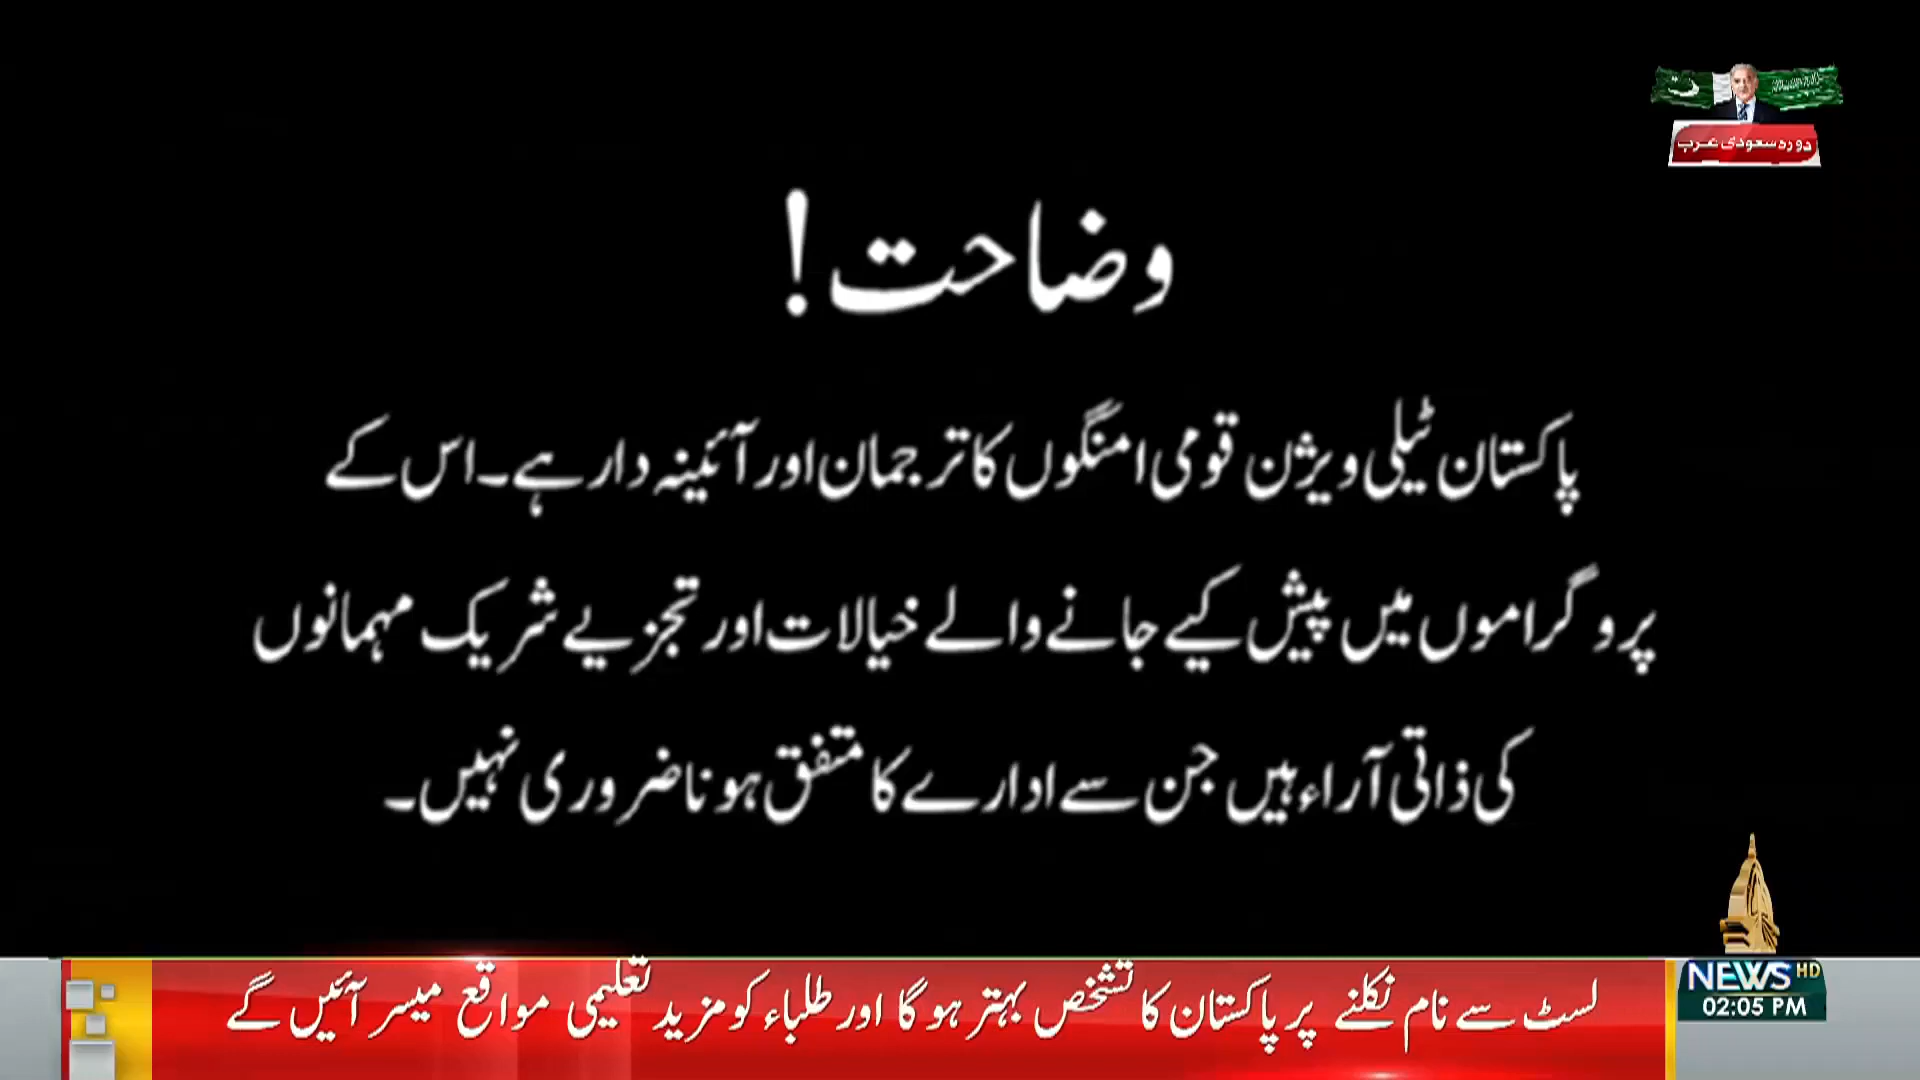 دورہ سعودی عرب
وضاحت!
پاکستان ٹیلی ویژن قومی امنگوں کا ترجمان اور آئینہ دار ہے۔ اس کے
پروگراموں میں پیش کیے جانے والے خیالات اور تجزیے شریک مہمانوں
کی ذاتی آراء ہیں جن سے ادارے کا متفق ہونا ضروری نہیں۔
NEWS HD
02:05 PM
لسٹ سے نام نکلنے پر پاکستان کا تشخص بہتر ہو گا اور طلباء کو مزید تعلیمی مواقع میسر آئیں گے